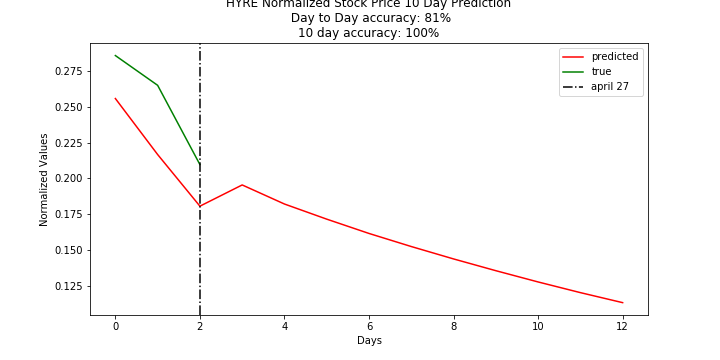 HYRE Normalized Stock Price 10 Day Prediction
Day to Day accuracy: 81%
10 day accuracy: 100%
predicted
true
april 27
Normalized Values
0.275
0.250
0.225
0.200
0.175
0.150
0.125
0 2 4 6 8 10 12
Days